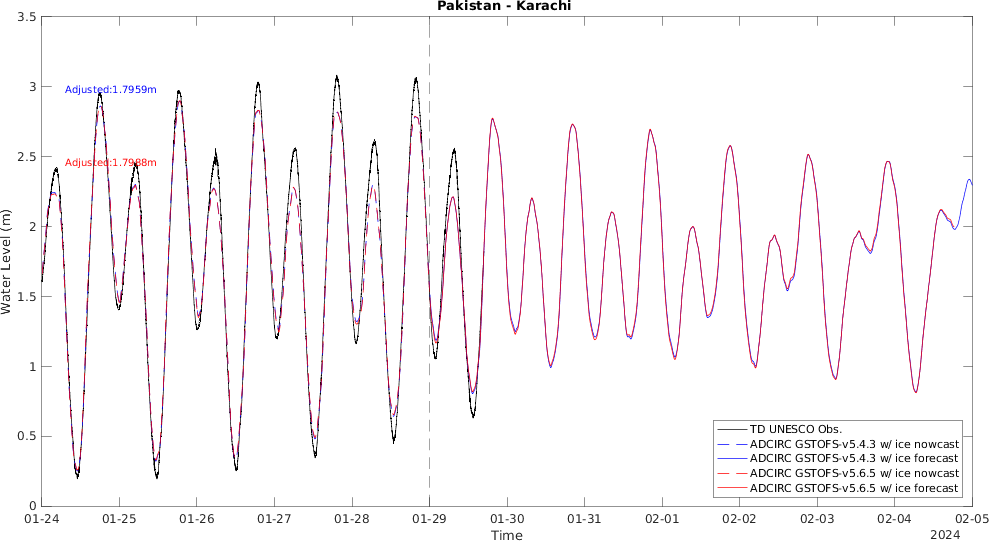 Pakistan - Karachi
3.5
3
2.5
2
1.5
1
0.5
0
Water Level (m)
Adjusted:1.7959m
Adjusted:1.7988m
TD UNESCO Obs.
ADCIRC GSTOFS-v5.4.3 w/ ice nowcast
ADCIRC GSTOFS-v5.4.3 w/ ice forecast
ADCIRC GSTOFS-v5.6.5 w/ ice nowcast
ADCIRC GSTOFS-v5.6.5 w/ ice forecast
01-24 01-25 01-26 01-27 01-28 01-29 01-30 01-31 02-01 02-02 02-03 02-04 02-05
Time
2024